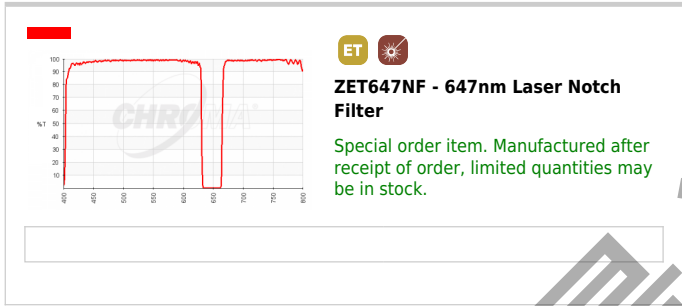 ET
ZET647NF - 647nm Laser Notch
Filter
Special order item. Manufactured after
receipt of order, limited quantities may
be in stock.
100
90
80
70
60
%T 50
40
30
20
10
400 450 500 550 600 650 700 750 800
CHROMA